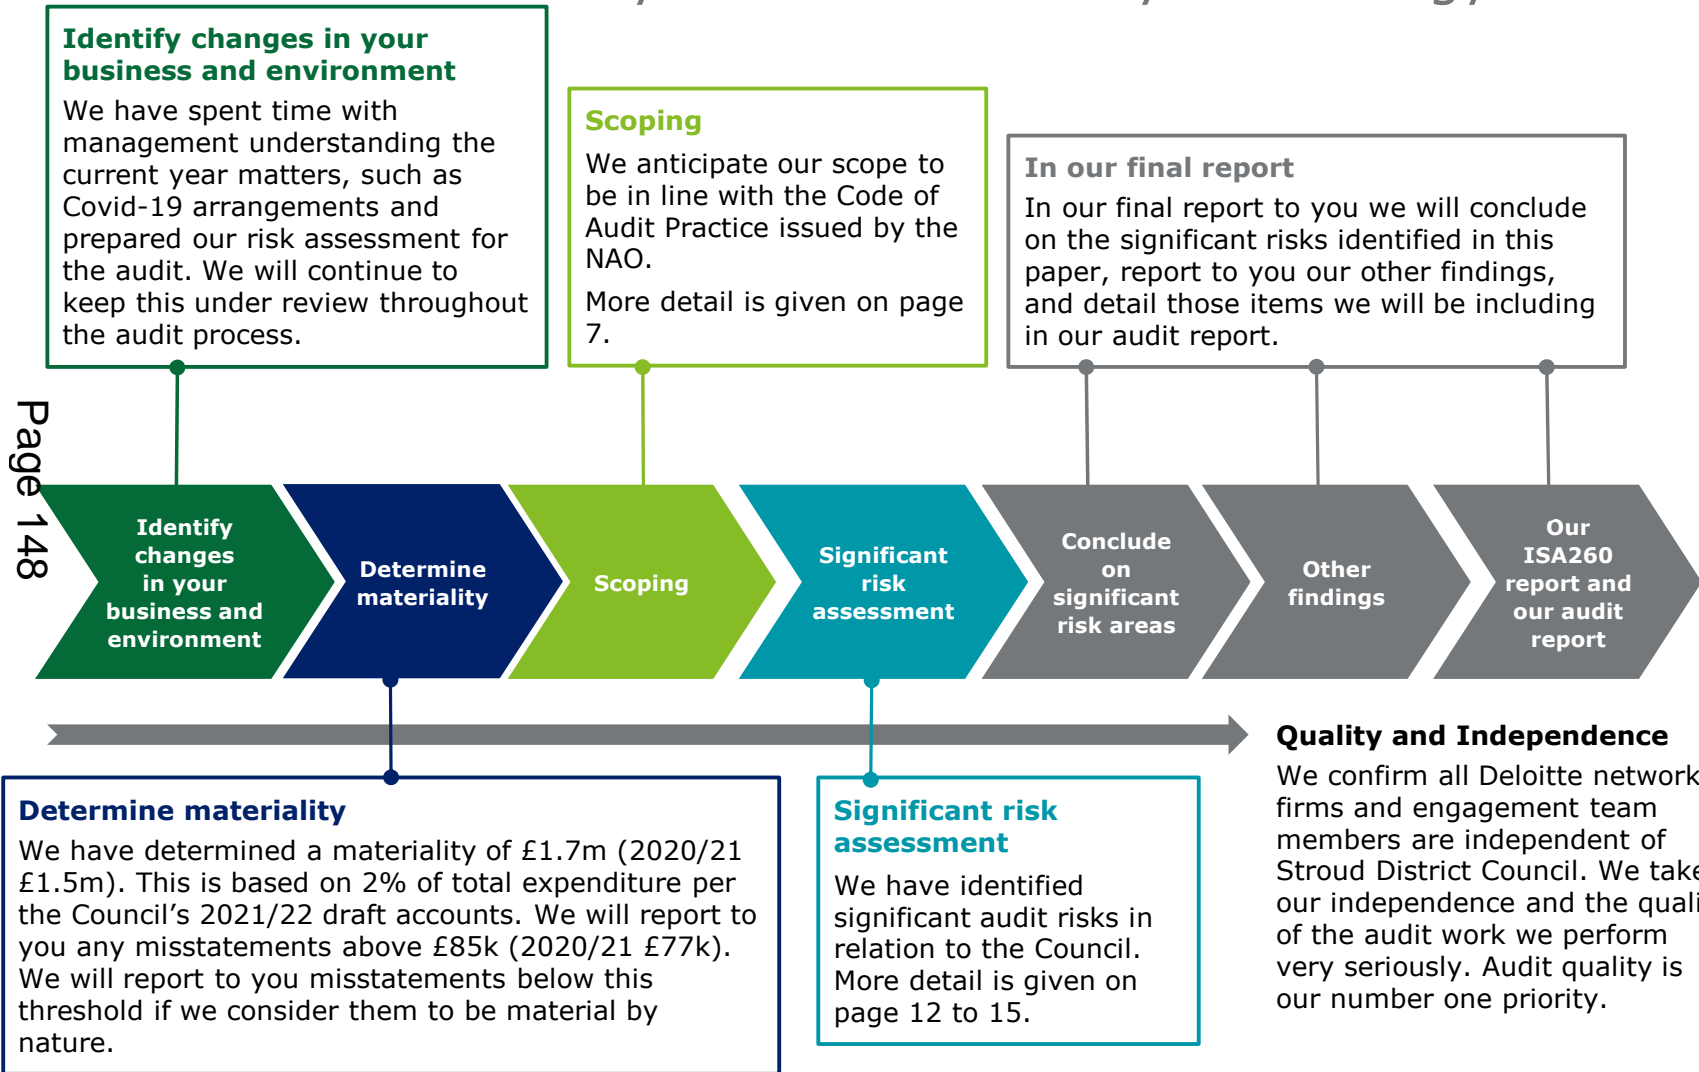 Identify changes in your
business and environment
We have spent time with
management understanding the
current year matters, such as
Covid-19 arrangements and
prepared our risk assessment for
the audit. We will continue to
keep this under review throughout
the audit process.
Scoping
We anticipate our scope to
be in line with the Code of
Audit Practice issued by the
NAO.
More detail is given on page
7.
In our final report
In our final report to you we will conclude
on the significant risks identified in this
paper, report to you our other findings,
and detail those items we will be including
in our audit report.
Page 148
Identify
changes
in your
business and
environment
Determine
materiality
Scoping
Significant
risk
assessment
Conclude
on
significant
risk areas
Other
findings
Our
ISA260
report and
our audit
report
Determine materiality
We have determined a materiality of £1.7m (2020/21
£1.5m). This is based on 2% of total expenditure per
the Council’s 2021/22 draft accounts. We will report to
you any misstatements above £85k (2020/21 £77k).
We will report to you misstatements below this
threshold if we consider them to be material by
nature.
Significant risk
assessment
We have identified
significant audit risks in
relation to the Council.
More detail is given on
page 12 to 15.
Quality and Independence
We confirm all Deloitte network
firms and engagement team
members are independent of
Stroud District Council. We take
our independence and the quali
of the audit work we perform
very seriously. Audit quality is
our number one priority.